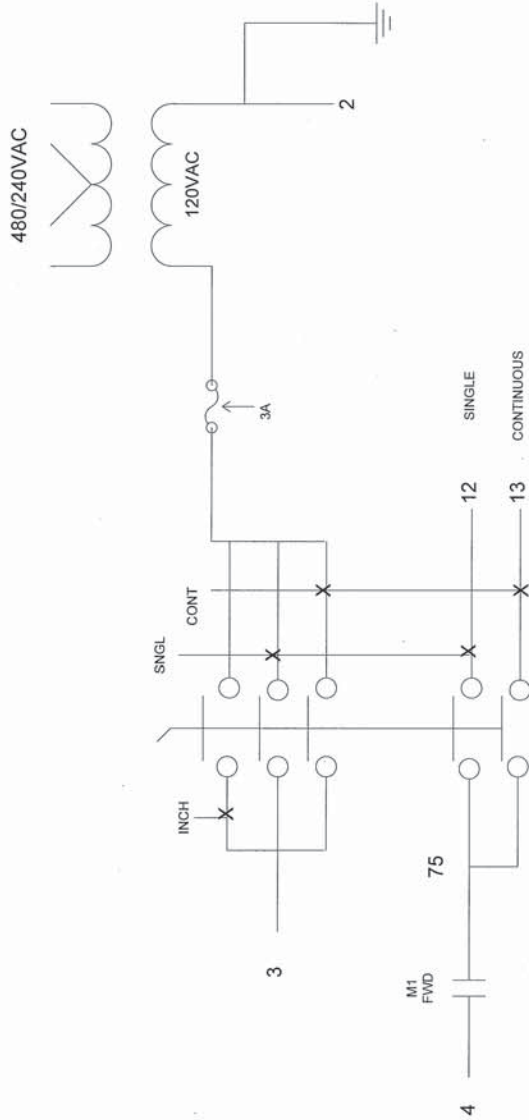 480/240VAC
120VAC
2
3A
SNGL
CONT
INCH
3
12
SINGLE
13
CONTINUOUS
75
M1
FWD
4
X
X
X
X
X